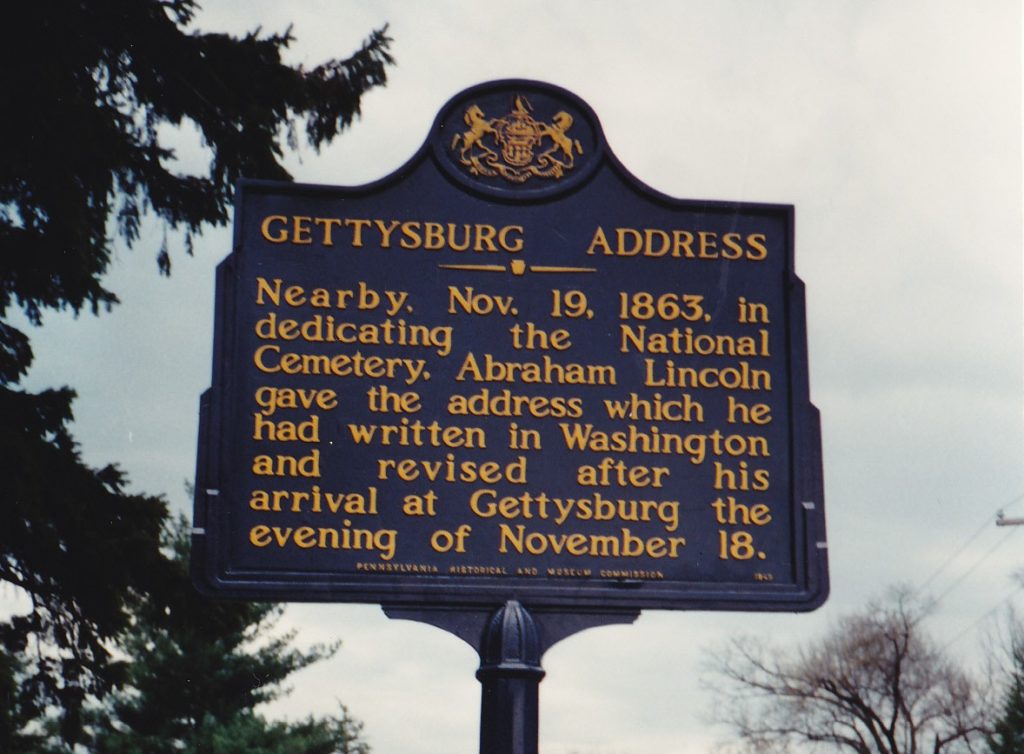 GETTYSBURG ADDRESS
Nearby, Nov. 19, 1863, in
dedicating the National
Cemetery, Abraham Lincoln
gave the address which he
had written in Washington
and revised after his
arrival at Gettysburg the
evening of November 18.
PENNSYLVANIA HISTORICAL AND MUSEUM COMMISSION